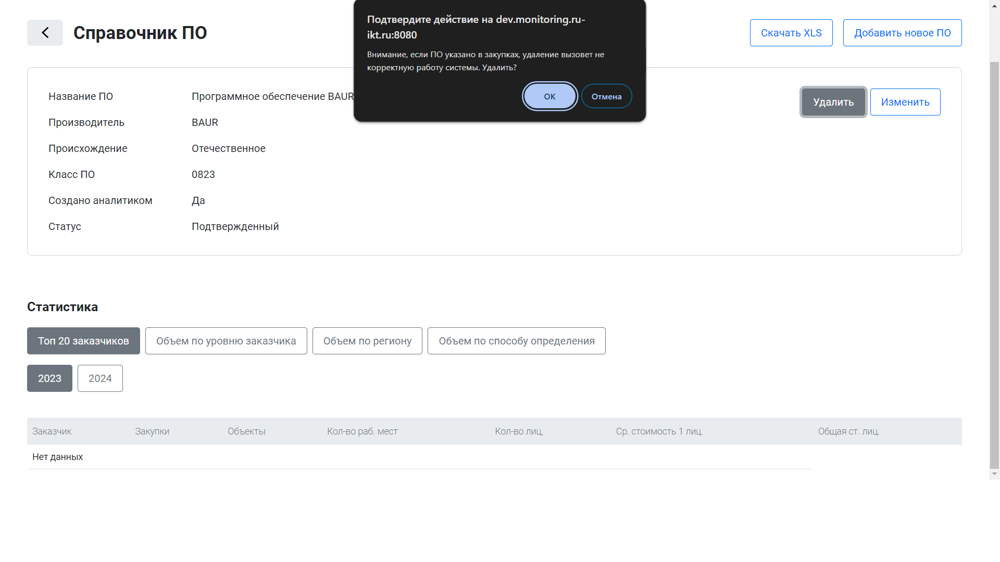 Подтвердите действие на dev.monitoring.ru-
ikt.ru:8080
Внимание, если ПО указано в закупках, удаление вызовет не
корректную работу системы. Удалить?
ОК Отмена
Справочник ПО
Скачать XLS Добавить новое ПО
Название ПО Программное обеспечение BAUR
Удалить Изменить
Производитель BAUR
Происхождение Отечественное
Класс ПО 0823
Создано аналитиком Да
Статус Подтвержденный
Статистика
Топ 20 заказчиков Объем по уровню заказчика Объем по региону Объем по способу определения
2023 2024
Заказчик Закупки Объекты Кол-во раб. мест Кол-во лиц, Ср. стоимость 1 лиц. Общая ст. лиц.
Нет данных